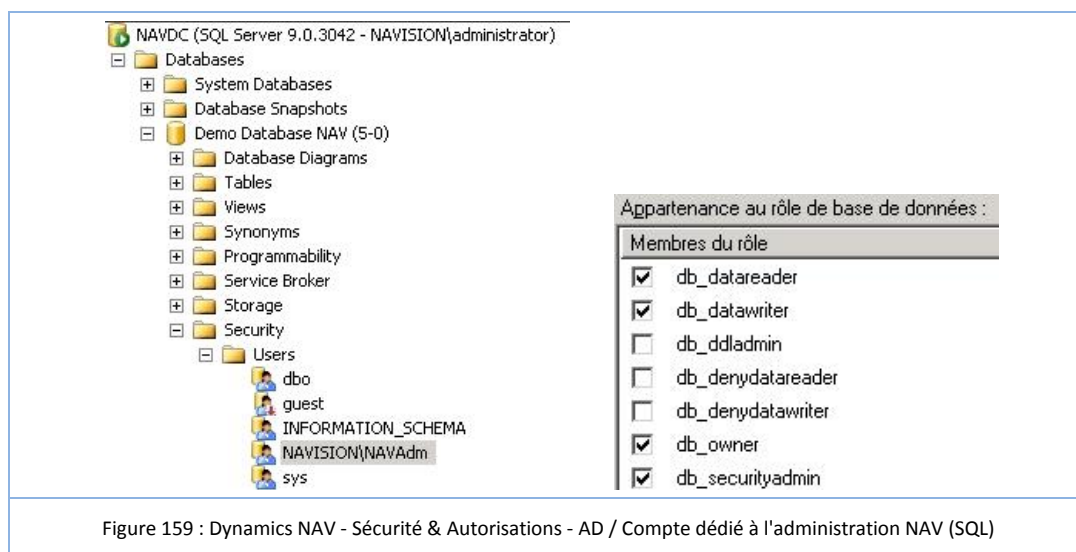 NAVDC (SQL Server 9.0.3042 - NAVISION\administrator)
Databases
System Databases
Database Snapshots
Demo Database NAV (5-0)
Database Diagrams
Tables
Views
Synonyms
Programmability
Service Broker
Storage
Security
Users
dbo
guest
INFORMATION_SCHEMA
NAVISION\NAVAdm
sys
Appartenance au rôle de base de données :
Membres du rôle
db_datareader
db_datawriter
db_ddladmin
db_denydatareader
db_denydatawriter
db_owner
db_securityadmin
Figure 159 : Dynamics NAV - Sécurité & Autorisations - AD / Compte dédié à l'administration NAV (SQL)